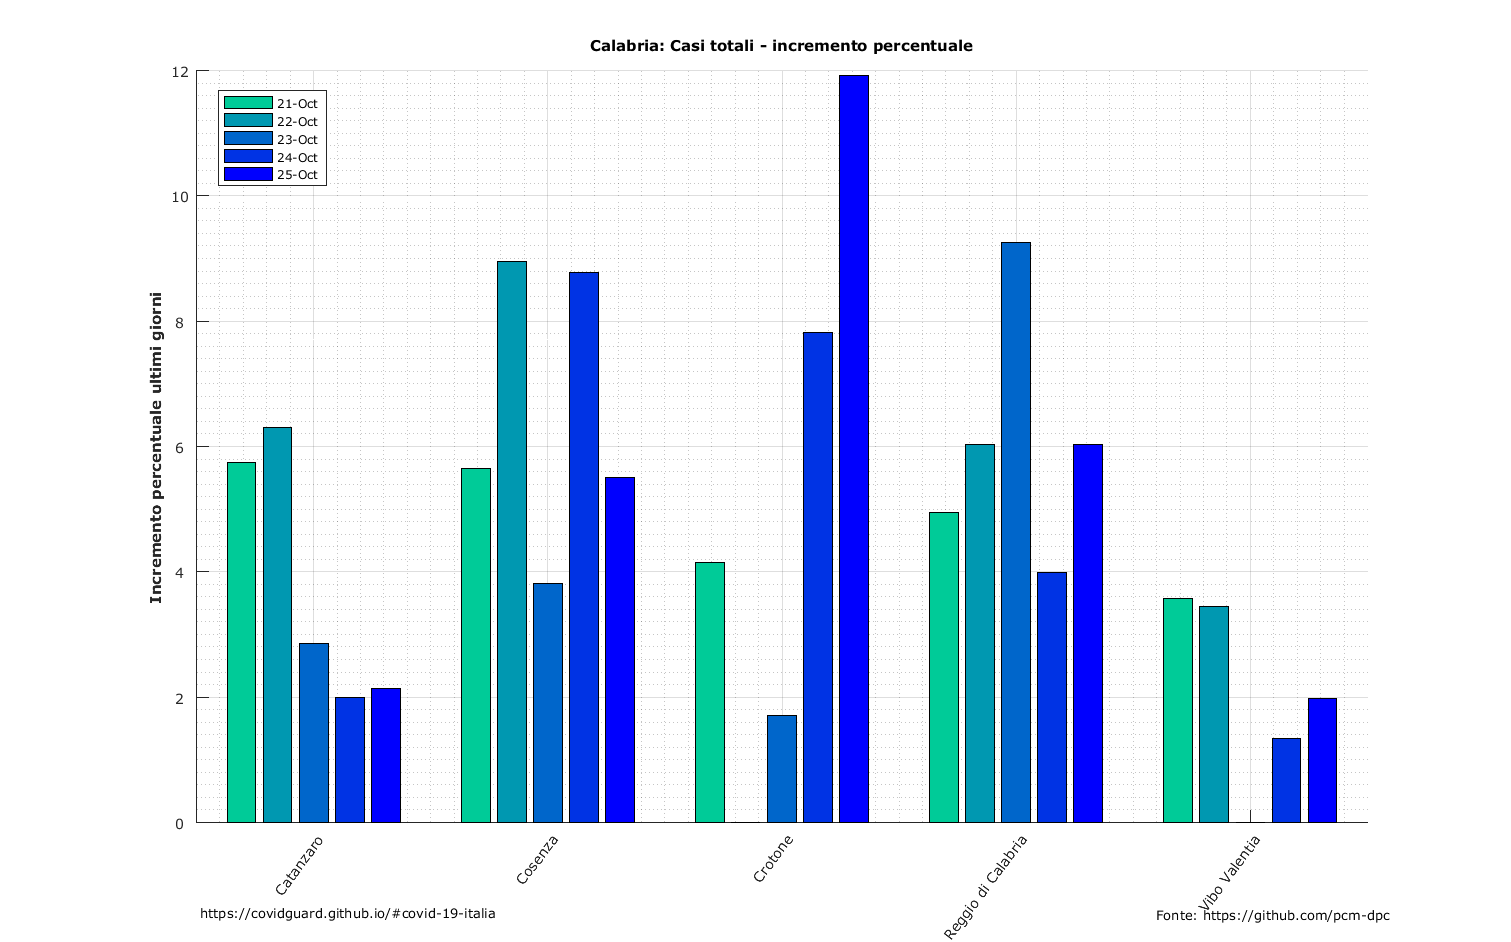 Calabria: Casi totali - incremento percentuale
12
10
8
6
4
2
0
Incremento percentuale ultimi giorni
21-Oct
22-Oct
23-Oct
24-Oct
25-Oct
Catanzaro
Cosenza
Crotone
Reggio di Calabria
Vibo Valentia
https://covidguard.github.io/#covid-19-italia
Fonte: https://github.com/pcm-dpc